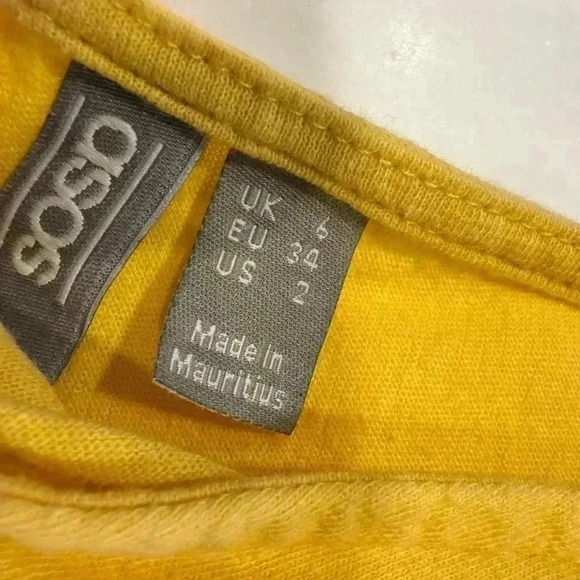 asos
UK 6
EU 34
US 2
Made in
Mauritius